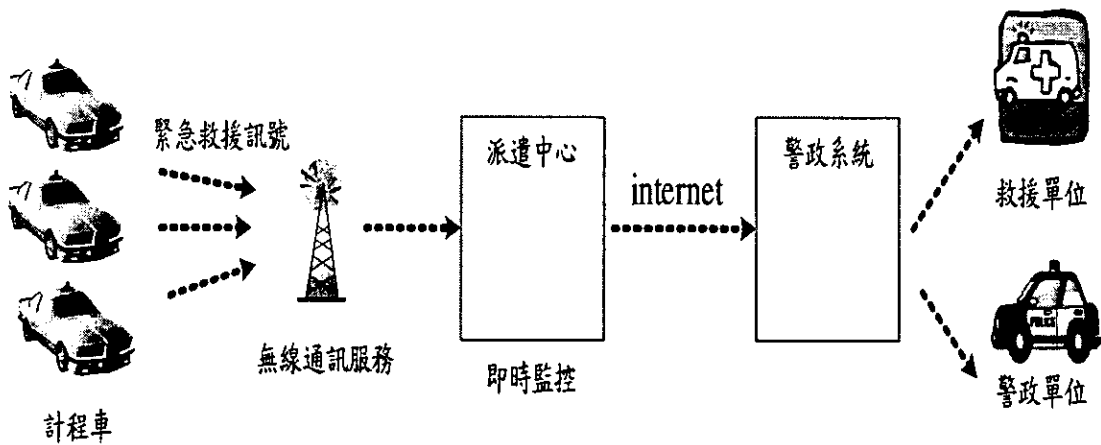 緊急救援訊號
派遣中心
警政系統
internet
救援單位
POLICE
無線通訊服務
即時監控
警政單位
計程車